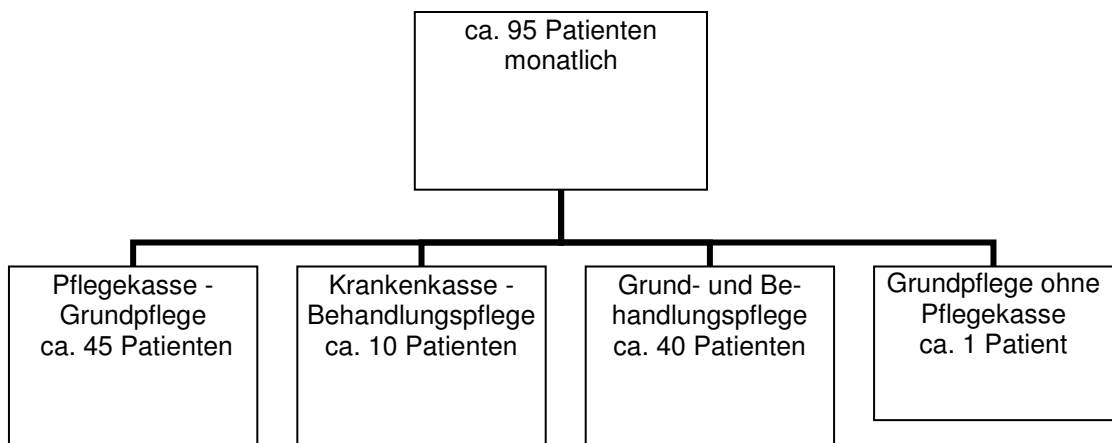 ca. 95 Patienten
monatlich
Pflegekasse -
Grundpflege
ca. 45 Patienten
Krankenkasse -
Behandlungspflege
ca. 10 Patienten
Grund- und Be-
handlungspflege
ca. 40 Patienten
Grundpflege ohne
Pflegekasse
ca. 1 Patient